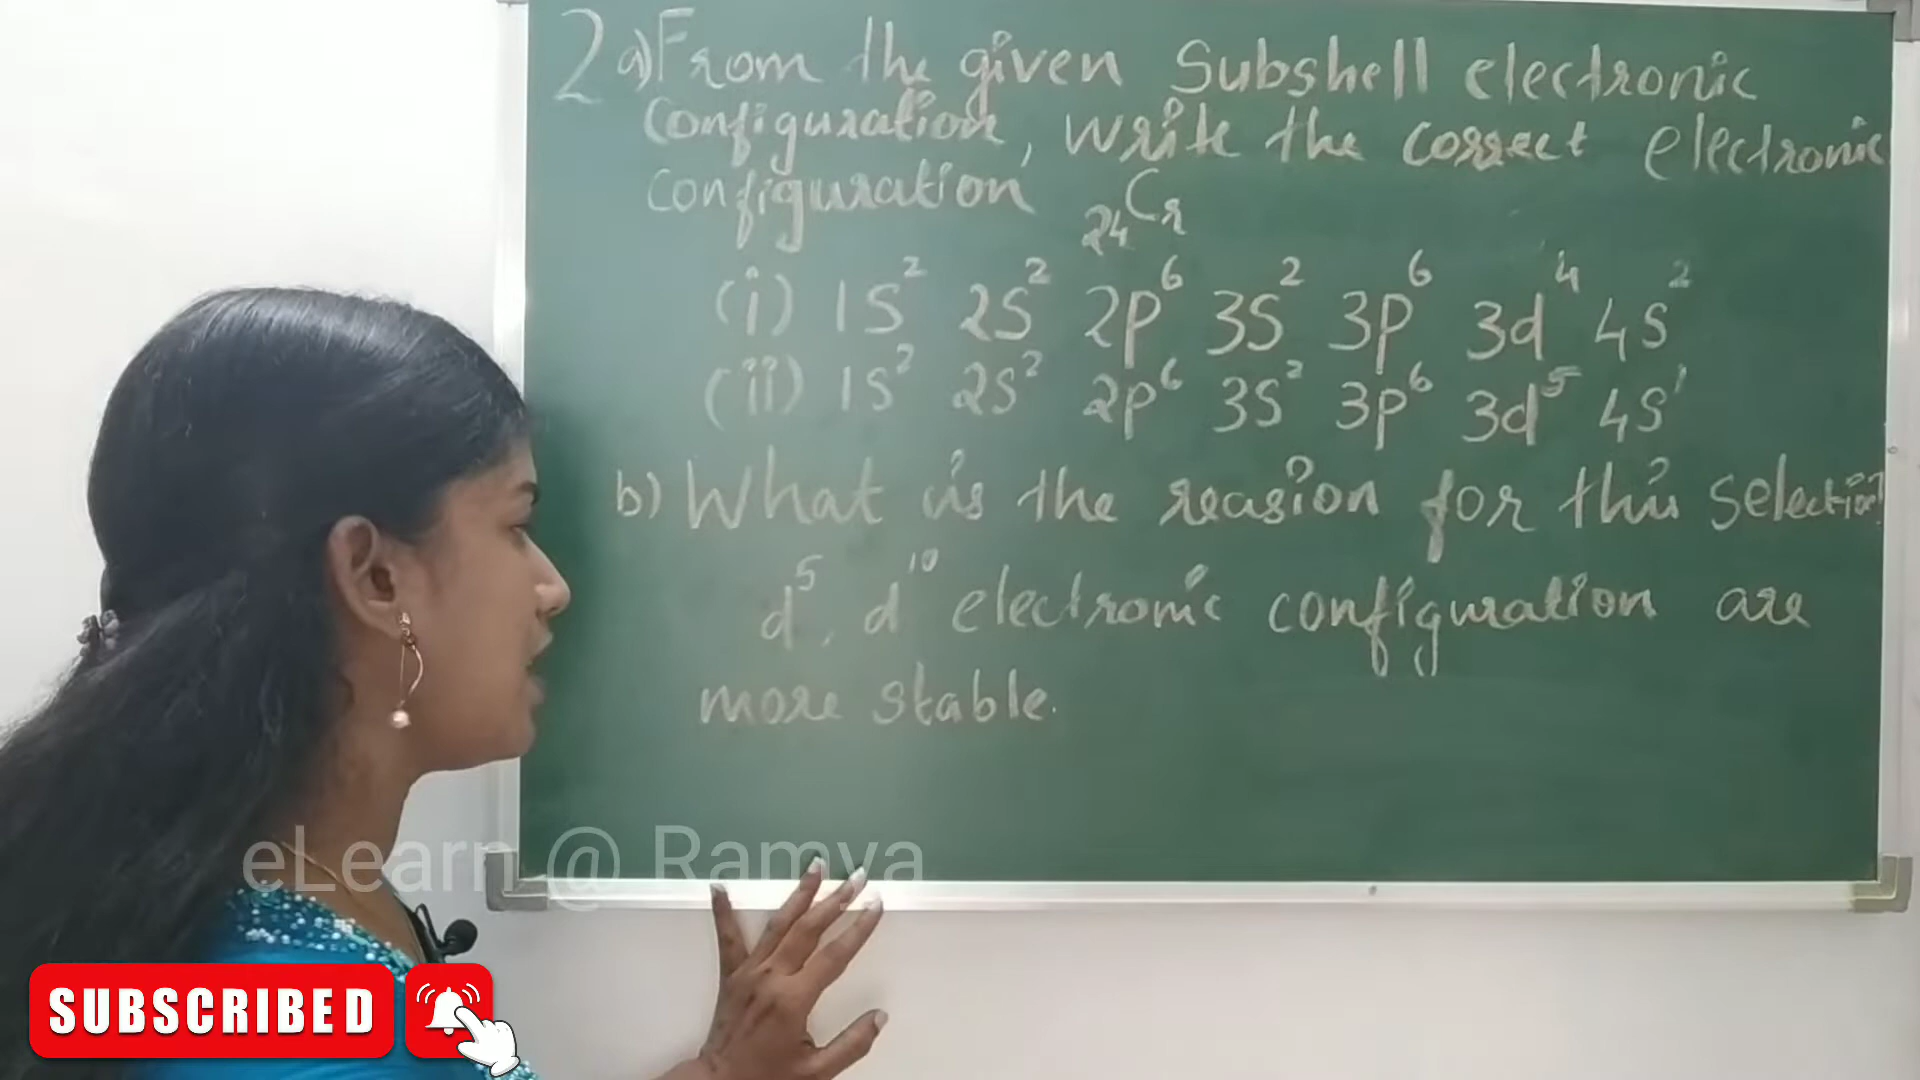 2 a) From the given Subshell electronic
configuration, write the correct electronic
configuration ₂₄Cr
(i) 1S² 2S² 2p⁶ 3S² 3p⁶ 3d⁴ 4S²
(ii) 1S² 2S² 2p⁶ 3S² 3p⁶ 3d⁵ 4S¹
b) What is the reasion for this selection?
d⁵, d¹⁰ electronic configuration are
more stable.
eLearn @ Ramya
SUBSCRIBED